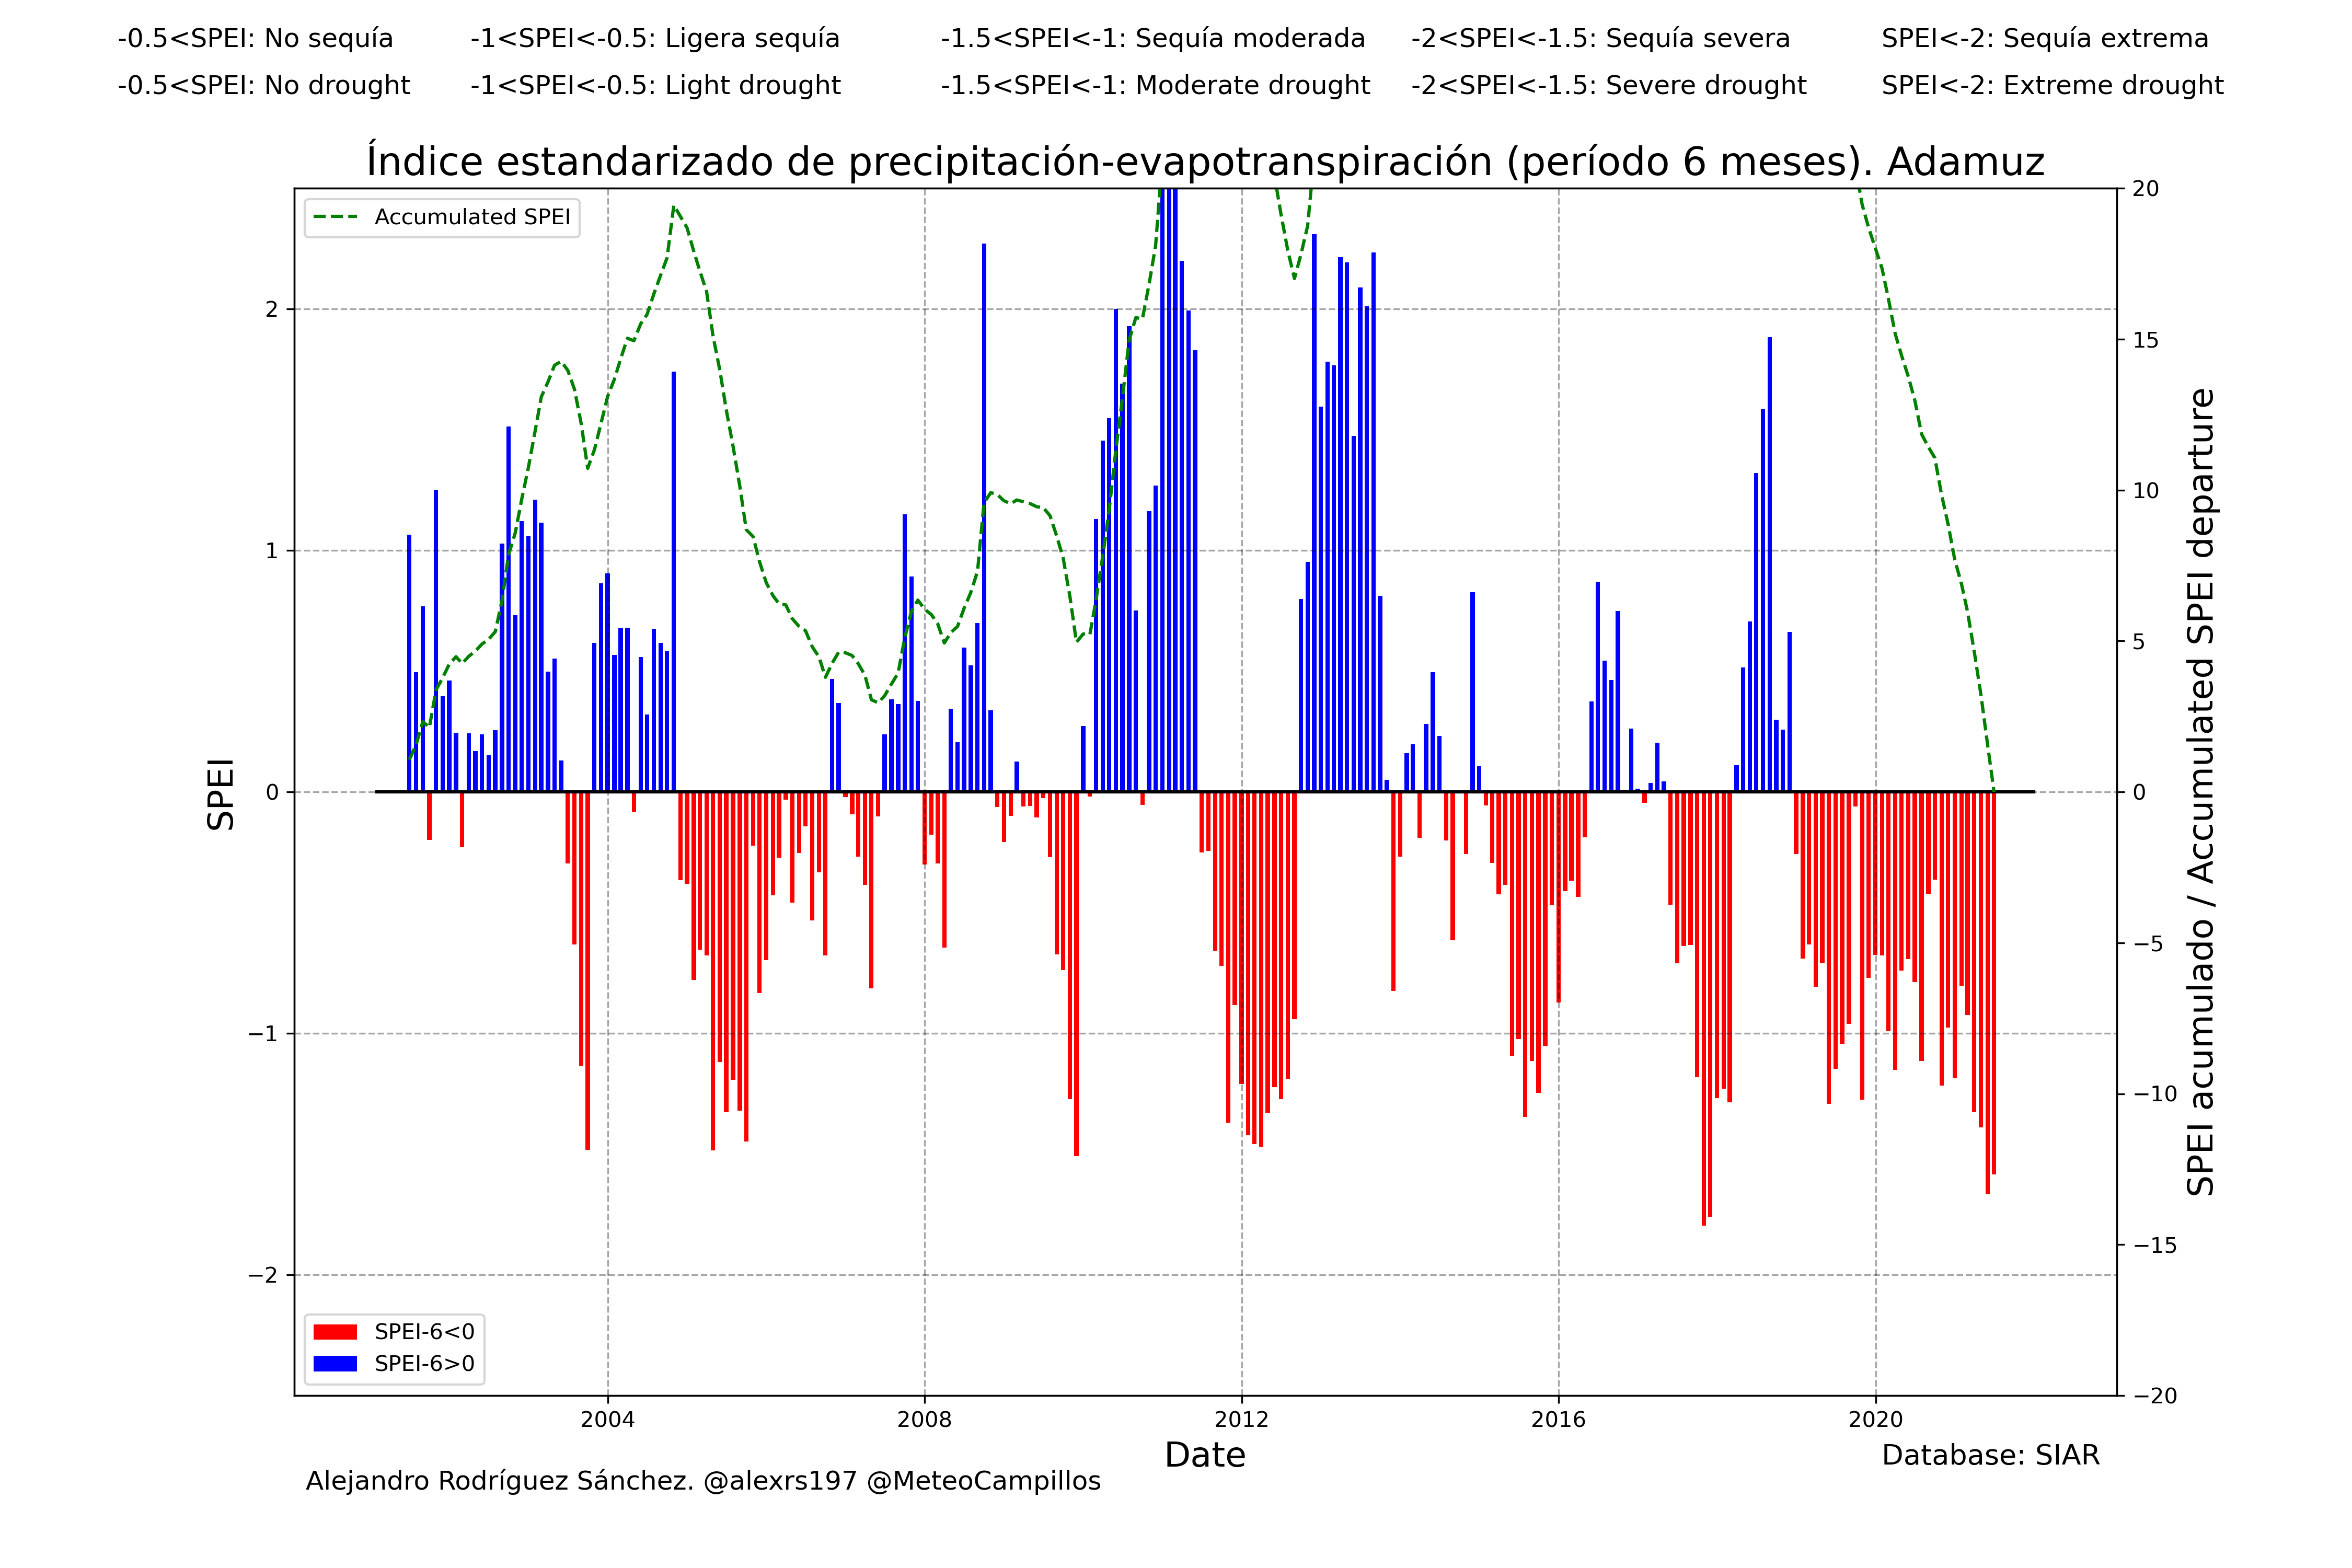 -0.5<SPEI: No sequía -1<SPEI<-0.5: Ligera sequía -1.5<SPEI<-1: Sequía moderada -2<SPEI<-1.5: Sequía severa SPEI<-2: Sequía extrema
-0.5<SPEI: No drought -1<SPEI<-0.5: Light drought -1.5<SPEI<-1: Moderate drought -2<SPEI<-1.5: Severe drought SPEI<-2: Extreme drought
Índice estandarizado de precipitación-evapotranspiración (período 6 meses). Adamuz
Accumulated SPEI
SPEI
2
1
0
−1
−2
20
15
10
5
0
−5
−10
−15
−20
SPEI acumulado / Accumulated SPEI departure
SPEI-6<0
SPEI-6>0
2004 2008 2012 2016 2020
Date
Database: SIAR
Alejandro Rodríguez Sánchez. @alexrs197 @MeteoCampillos